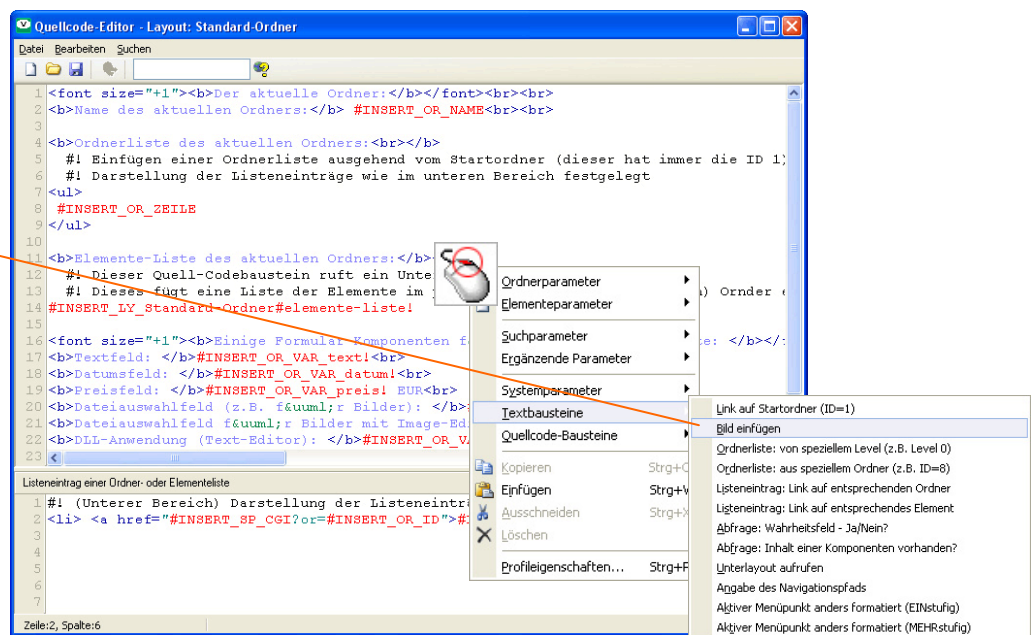 Quellcode-Editor - Layout: Standard-Ordner
Datei Bearbeiten Suchen
1 <font size="+1"><b>Der aktuelle Ordner:</b></font><br><br>
2 <b>Name des aktuellen Ordners:</b> #INSERT_OR_NAME<br><br>
3
4 <b>Ordnerliste des aktuellen Ordners:<br></b>
5 #! Einfügen einer Ordnerliste ausgehend vom Startordner (dieser hat immer die ID 1)
6 #! Darstellung der Listeneinträge wie im unteren Bereich festgelegt
7 <ul>
8 #INSERT_OR_ZEILE
9 </ul>
10
11 <b>Elemente-Liste des aktuellen Ordners:</b>
12 #! Dieser Quell-Codebaustein ruft ein Unte
13 #! Dieses fügt eine Liste der Elemente im ) Ornder
14 #INSERT_LY_Standard-Ordner#elemente-liste!
15
16 <font size="+1"><b>Einige Formular-Komponenten f te: </b></
17 <b>Textfeld: </b>#INSERT_OR_VAR_text!<br>
18 <b>Datumsfeld: </b>#INSERT_OR_VAR_datum!<br>
19 <b>Preisfeld: </b>#INSERT_OR_VAR_preis! EUR<br>
20 <b>Dateiauswahlfeld (z.B. f&uuml;r Bilder): </b>
21 <b>Dateiauswahlfeld f&uuml;r Bilder mit Image-Ed
22 <b>DLL-Anwendung (Text-Editor): </b>#INSERT_OR_V
23
Ordnerparameter
Elementeparameter
Suchparameter
Ergänzende Parameter
Systemparameter
Textbausteine
Quellcode-Bausteine
Kopieren Strg+C
Einfügen Strg+V
Ausschneiden Strg+X
Löschen
Profileigenschaften... Strg+P
Link auf Startordner (ID=1)
Bild einfügen
Ordnerliste: von speziellem Level (z.B. Level 0)
Ordnerliste: aus speziellem Ordner (z.B. ID=8)
Listeneintrag: Link auf entsprechenden Ordner
Listeneintrag: Link auf entsprechendes Element
Abfrage: Wahrheitsfeld - Ja/Nein?
Abfrage: Inhalt einer Komponenten vorhanden?
Unterlayout aufrufen
Angabe des Navigationspfads
Aktiver Menüpunkt anders formatiert (EINstufig)
Aktiver Menüpunkt anders formatiert (MEHRstufig)
Listeneintrag einer Ordner- oder Elementeliste
1 #! (Unterer Bereich) Darstellung der Listeneintr
2 <li> <a href="#INSERT_SP_CGI?or=#INSERT_OR_ID">#
3
4
5
6
7
Zeile:2, Spalte:6